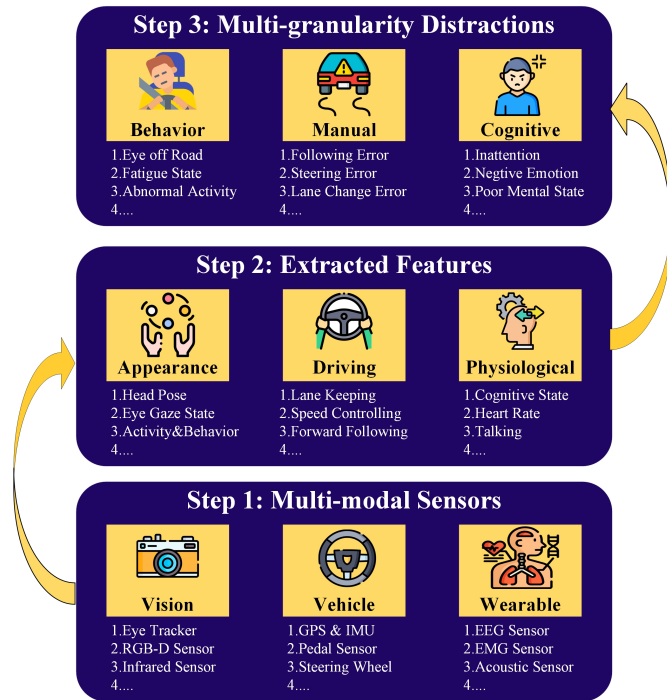 Step 3: Multi-granularity Distractions
Behavior
1.Eye off Road
2.Fatigue State
3.Abnormal Activity
4....
Manual
1.Following Error
2.Steering Error
3.Lane Change Error
4....
Cognitive
1.Inattention
2.Negtive Emotion
3.Poor Mental State
4....
Step 2: Extracted Features
Appearance
1.Head Pose
2.Eye Gaze State
3.Activity&Behavior
4....
Driving
1.Lane Keeping
2.Speed Controlling
3.Forward Following
4....
Physiological
1.Cognitive State
2.Heart Rate
3.Talking
4....
Step 1: Multi-modal Sensors
Vision
1.Eye Tracker
2.RGB-D Sensor
3.Infrared Sensor
4....
Vehicle
1.GPS & IMU
2.Pedal Sensor
3.Steering Wheel
4....
Wearable
1.EEG Sensor
2.EMG Sensor
3.Acoustic Sensor
4....